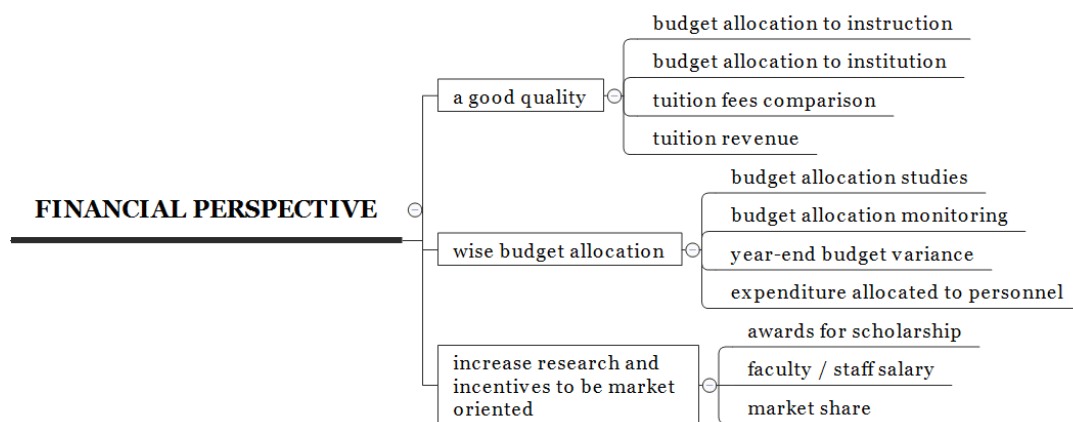 budget allocation to instruction
budget allocation to institution
a good quality
tuition fees comparison
tuition revenue
budget allocation studies
FINANCIAL PERSPECTIVE
budget allocation monitoring
wise budget allocation
year-end budget variance
expenditure allocated to personnel
awards for scholarship
increase research and
incentives to be market
oriented
faculty / staff salary
market share